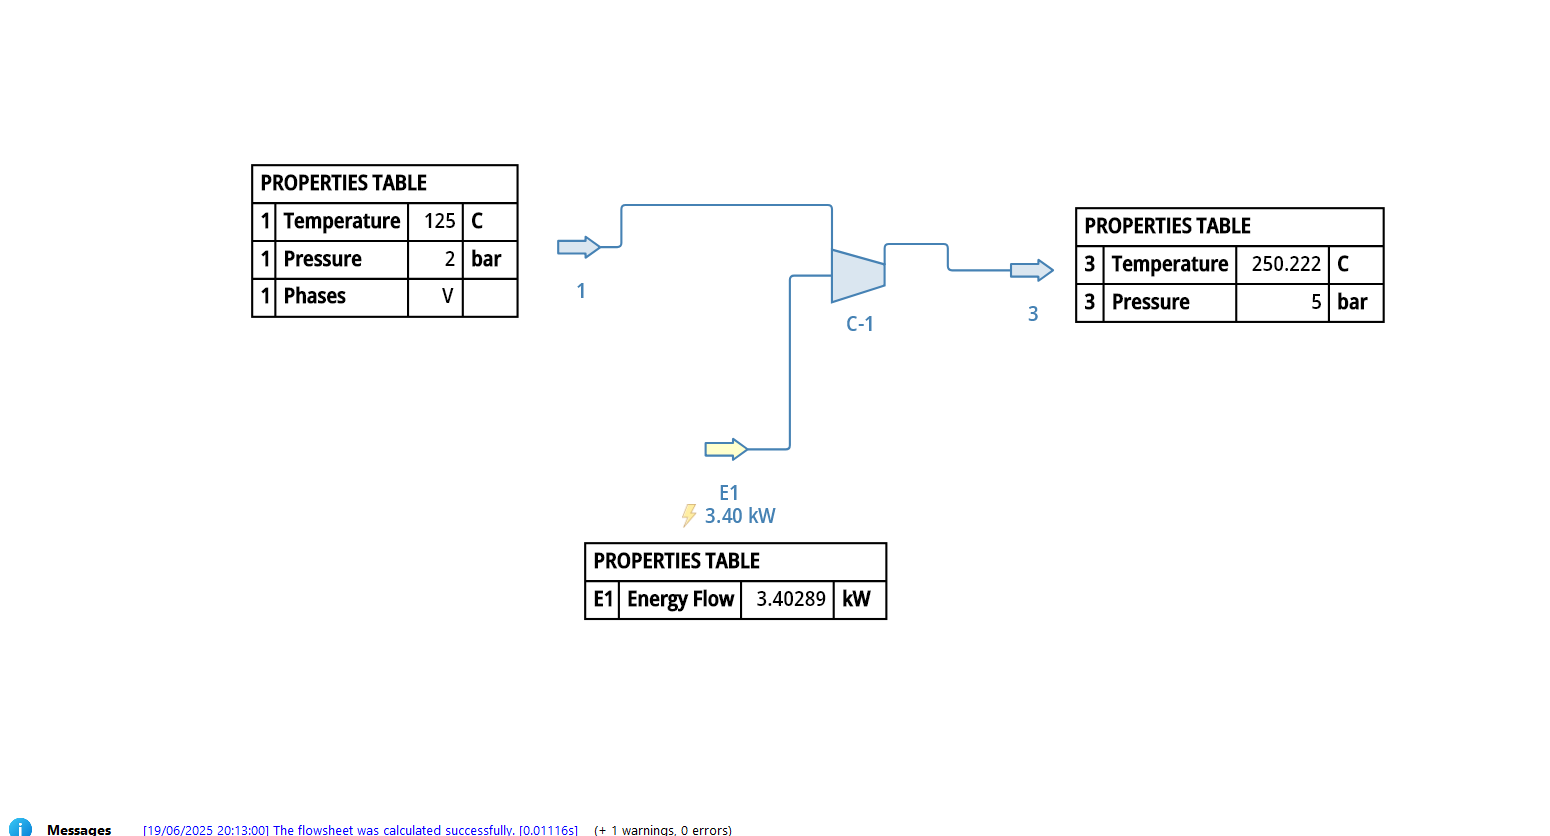 PROPERTIES TABLE
1 Temperature 125 C
1 Pressure 2 bar
1 Phases V
1
C-1
3
PROPERTIES TABLE
3 Temperature 250.222 C
3 Pressure 5 bar
E1
3.40 kW
PROPERTIES TABLE
E1 Energy Flow 3.40289 kW
i Messages [19/06/2025 20:13:00] The flowsheet was calculated successfully. [0.01116s] (+ 1 warnings, 0 errors)